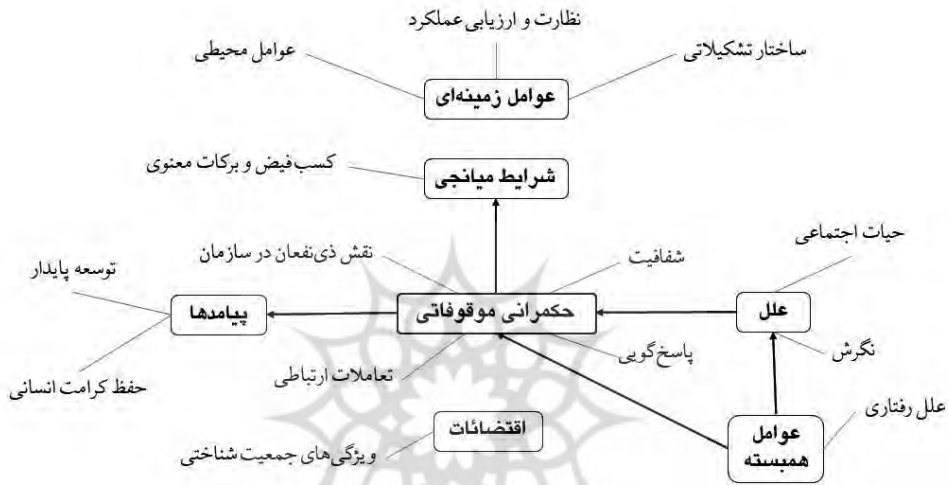 نظارت و ارزیابی عملکرد
ساختار تشکیلاتی
عوامل محیطی
عوامل زمینه‌ای
کسب فیض و برکات معنوی
شرایط میانجی
حیات اجتماعی
شفافیت
نقش ذی‌نفعان در سازمان
توسعه پایدار
علل
حکمرانی موقوفاتی
پیامدها
نگرش
پاسخ‌گویی
تعاملات ارتباطی
حفظ کرامت انسانی
علل رفتاری
عوامل
همبسته
اقتضائات
ویژگی‌های جمعیت شناختی